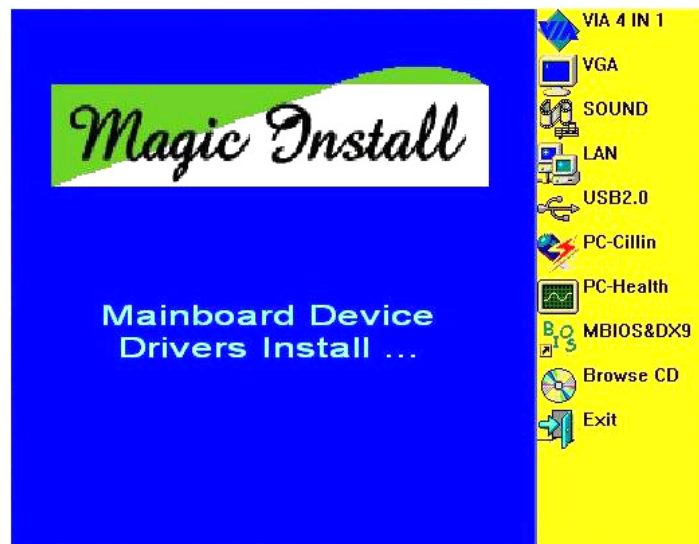 Magic Install
Mainboard Device
Drivers Install ...
VIA 4 IN 1
VGA
SOUND
LAN
USB2.0
PC-Cillin
PC-Health
MBIOS&DX9
Browse CD
Exit